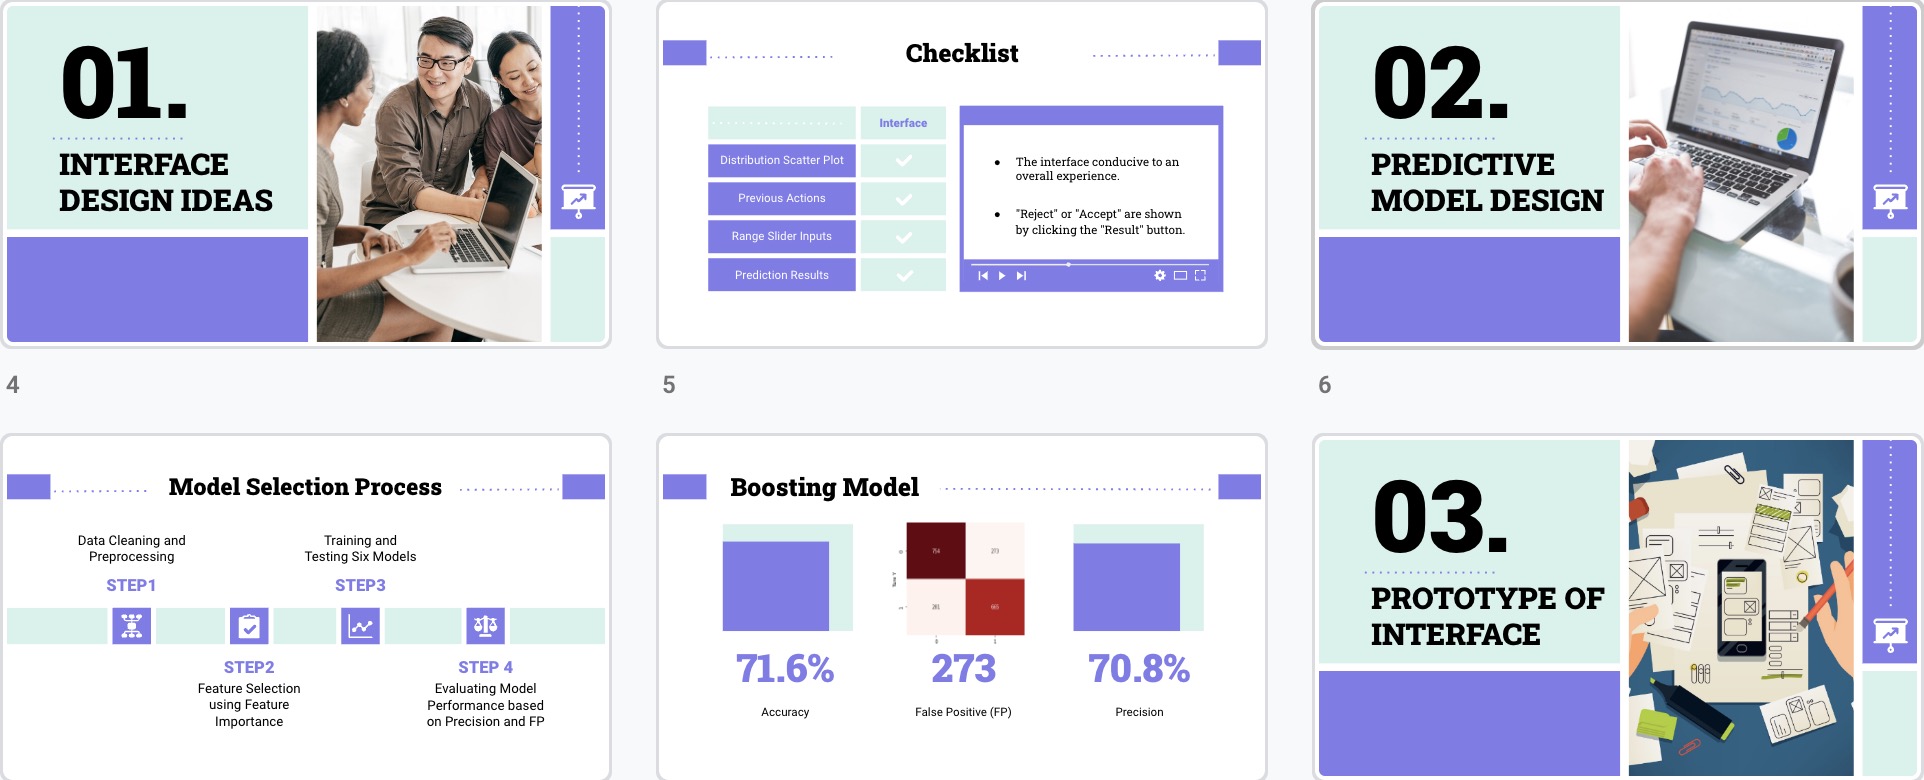 01.
INTERFACE
DESIGN IDEAS
Checklist
Interface
Distribution Scatter Plot
Previous Actions
Range Slider Inputs
Prediction Results
● The interface conducive to an
overall experience.
● "Reject" or "Accept" are shown
by clicking the "Result" button.
02.
PREDICTIVE
MODEL DESIGN
4
5
6
Model Selection Process
Data Cleaning and
Preprocessing
STEP1
Training and
Testing Six Models
STEP3
STEP2
Feature Selection
using Feature
Importance
STEP 4
Evaluating Model
Performance based
on Precision and FP
Boosting Model
273
71.6%
Accuracy
273
False Positive (FP)
70.8%
Precision
03.
PROTOTYPE OF
INTERFACE